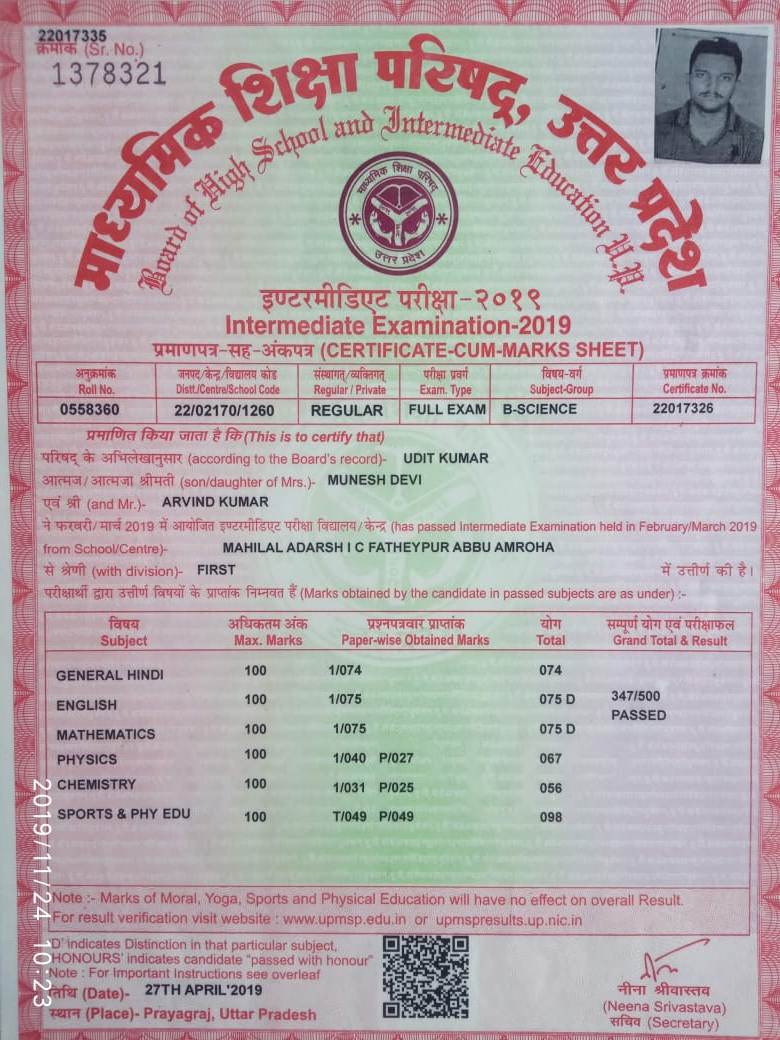 22017335
क्रमांक (Sr. No.)
1378321
माध्यमिक शिक्षा परिषद्, उत्तर प्रदेश
Board of High School and Intermediate Education U.P.
माध्यमिक शिक्षा परिषद्
उत्तर प्रदेश
इण्टरमीडिएट परीक्षा-२०१९
Intermediate Examination-2019
प्रमाणपत्र-सह-अंकपत्र (CERTIFICATE-CUM-MARKS SHEET)
अनुक्रमांक जनपद/केन्द्र/विद्यालय कोड संस्थागत/व्यक्तिगत परीक्षा प्रवर्ग विषय-वर्ग प्रमाणपत्र क्रमांक
Roll No. Distt./Centre/School Code Regular / Private Exam. Type Subject-Group Certificate No.
0558360 22/02170/1260 REGULAR FULL EXAM B-SCIENCE 22017326
प्रमाणित किया जाता है कि (This is to certify that)
परिषद के अभिलेखानुसार (according to the Board's record)- UDIT KUMAR
आत्मज/आत्मजा श्रीमती (son/daughter of Mrs.)- MUNESH DEVI
एवं श्री (and Mr.)- ARVIND KUMAR
ने फरवरी/मार्च 2019 में आयोजित इण्टरमीडिएट परीक्षा विद्यालय/केन्द्र (has passed Intermediate Examination held in February/March 2019
from School/Centre)- MAHILAL ADARSH I C FATHEYPUR ABBU AMROHA
से श्रेणी (with division)- FIRST में उत्तीर्ण की है।
परीक्षार्थी द्वारा उत्तीर्ण विषयों के प्राप्तांक निम्नवत हैं (Marks obtained by the candidate in passed subjects are as under) :-
विषय अधिकतम अंक प्रश्नपत्रवार प्राप्तांक योग सम्पूर्ण योग एवं परीक्षाफल
Subject Max. Marks Paper-wise Obtained Marks Total Grand Total & Result
GENERAL HINDI 100 1/074 074
ENGLISH 100 1/075 075 D 347/500
PASSED
MATHEMATICS 100 1/075 075 D
PHYSICS 100 1/040 P/027 067
CHEMISTRY 100 1/031 P/025 056
SPORTS & PHY EDU 100 T/049 P/049 098
Note :- Marks of Moral, Yoga, Sports and Physical Education will have no effect on overall Result.
For result verification visit website : www.upmsp.edu.in or upmspresults.up.nic.in
D' indicates Distinction in that particular subject,
HONOURS' indicates candidate "passed with honour"
Note : For Important Instructions see overleaf
तिथि (Date)- 27TH APRIL'2019
स्थान (Place)- Prayagraj, Uttar Pradesh
नीना श्रीवास्तव
(Neena Srivastava)
सचिव (Secretary)
2019/11/24 10:23